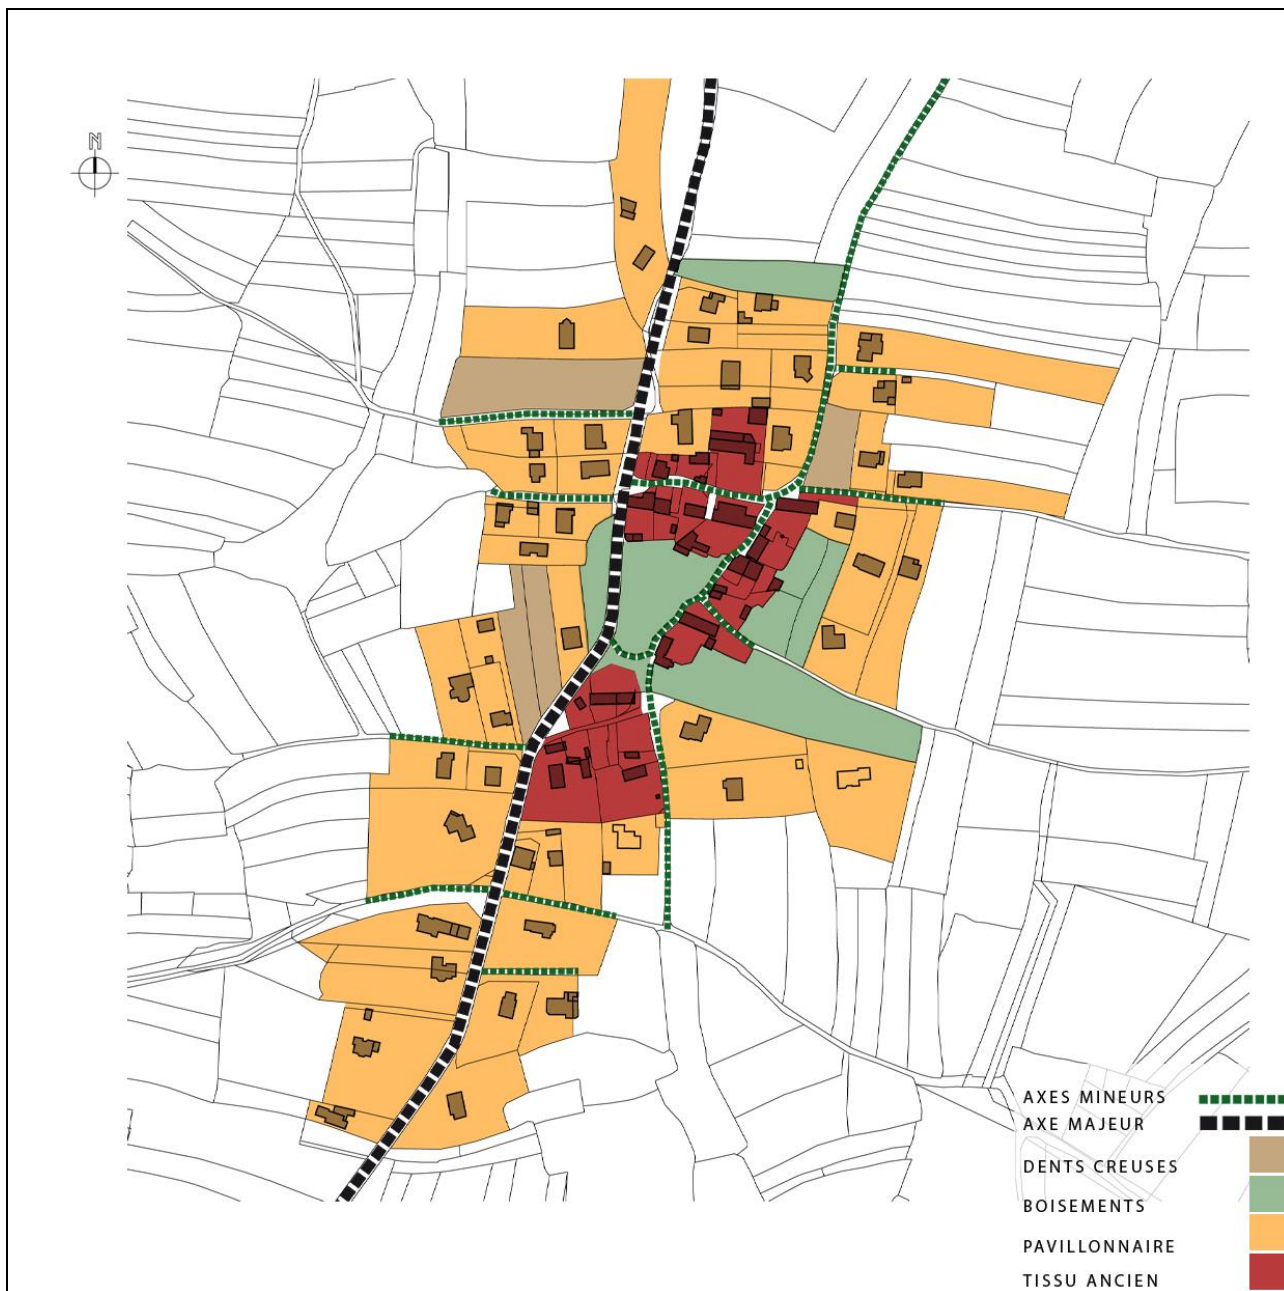 N
AXES MINEURS
AXE MAJEUR
DENTS CREUSES
BOISEMENTS
PAVILLONNAIRE
TISSU ANCIEN